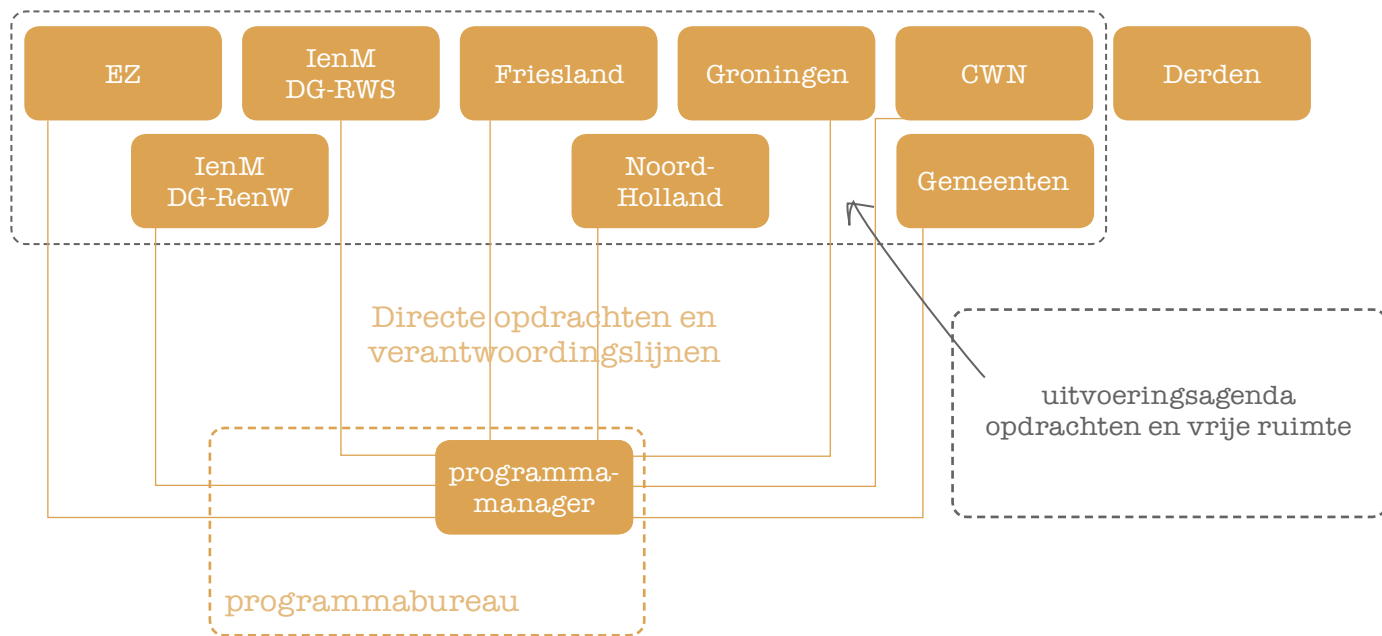 EZ
IenM
DG-RWS
Friesland
Groningen
CWN
Derden
IenM
DG-RenW
Noord-
Holland
Gemeenten
Directe opdrachten en
verantwoordingslijnen
uitvoeringsagenda
opdrachten en vrije ruimte
programma-
manager
programmabureau